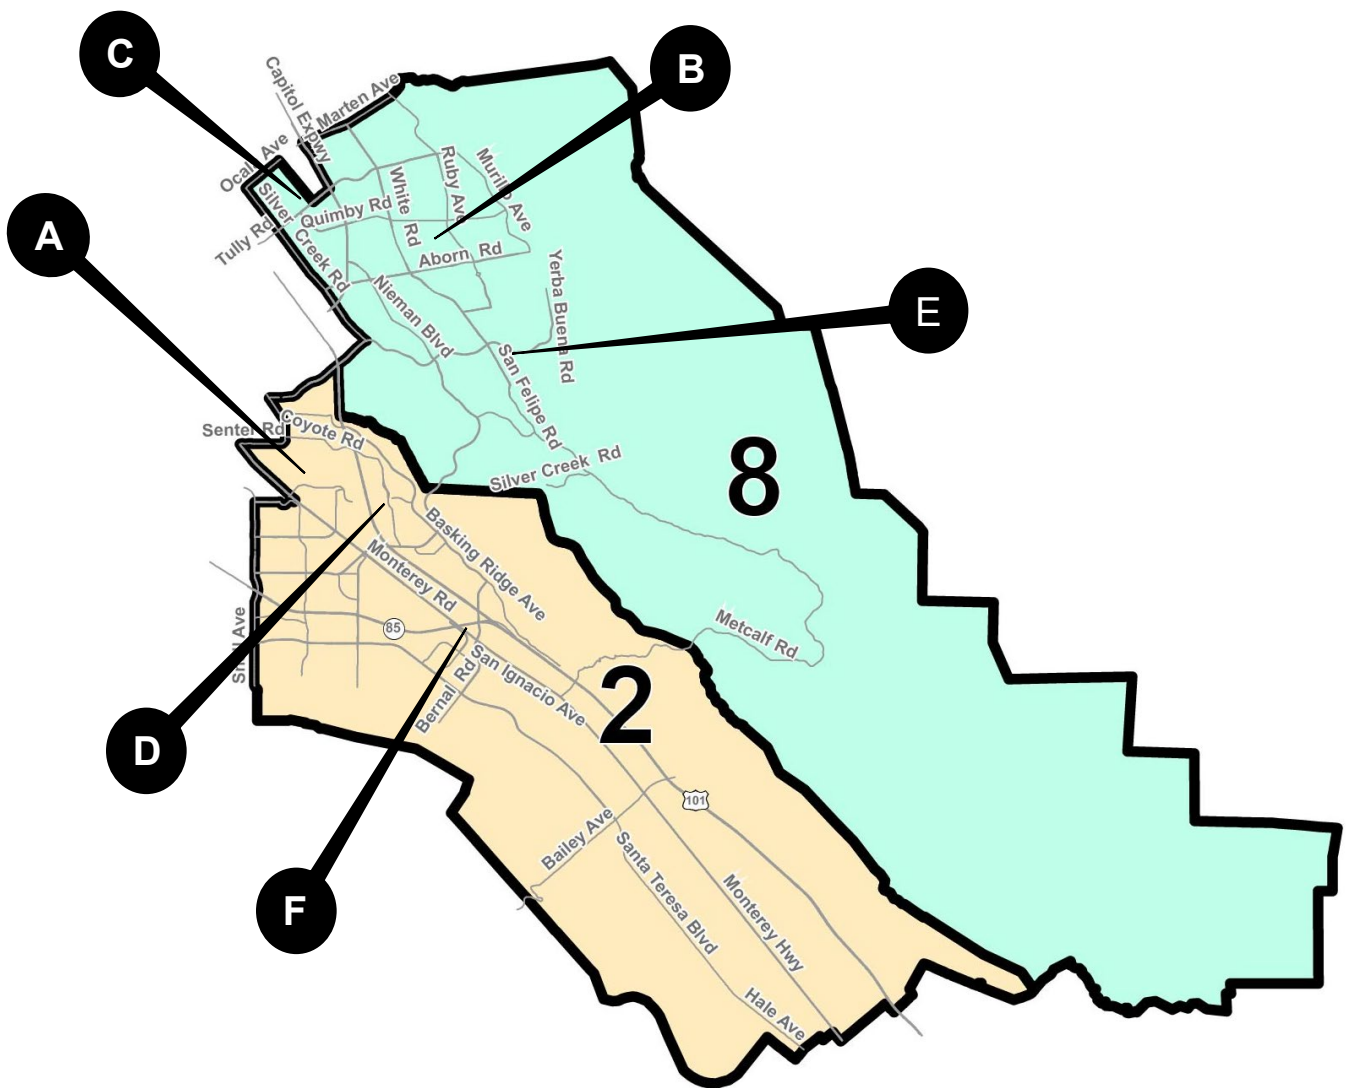 C
B
Capitol Expwy
Marten Ave
Ocala Ave
Murillo Ave
Ruby Ave
White Rd
A
Silver Creek Rd
Quimby Rd
Tully Rd
Aborn Rd
Yerba Buena Rd
Nieman Blvd
E
San Felipe Rd
Senter Rd
Coyote Rd
Silver Creek Rd
8
Basking Ridge Ave
Monterey Rd
Snell Ave
85
Metcalf Rd
San Ignacio Ave
Bernal Rd
2
D
101
Bailey Ave
Santa Teresa Blvd
Monterey Hwy
F
Hale Ave